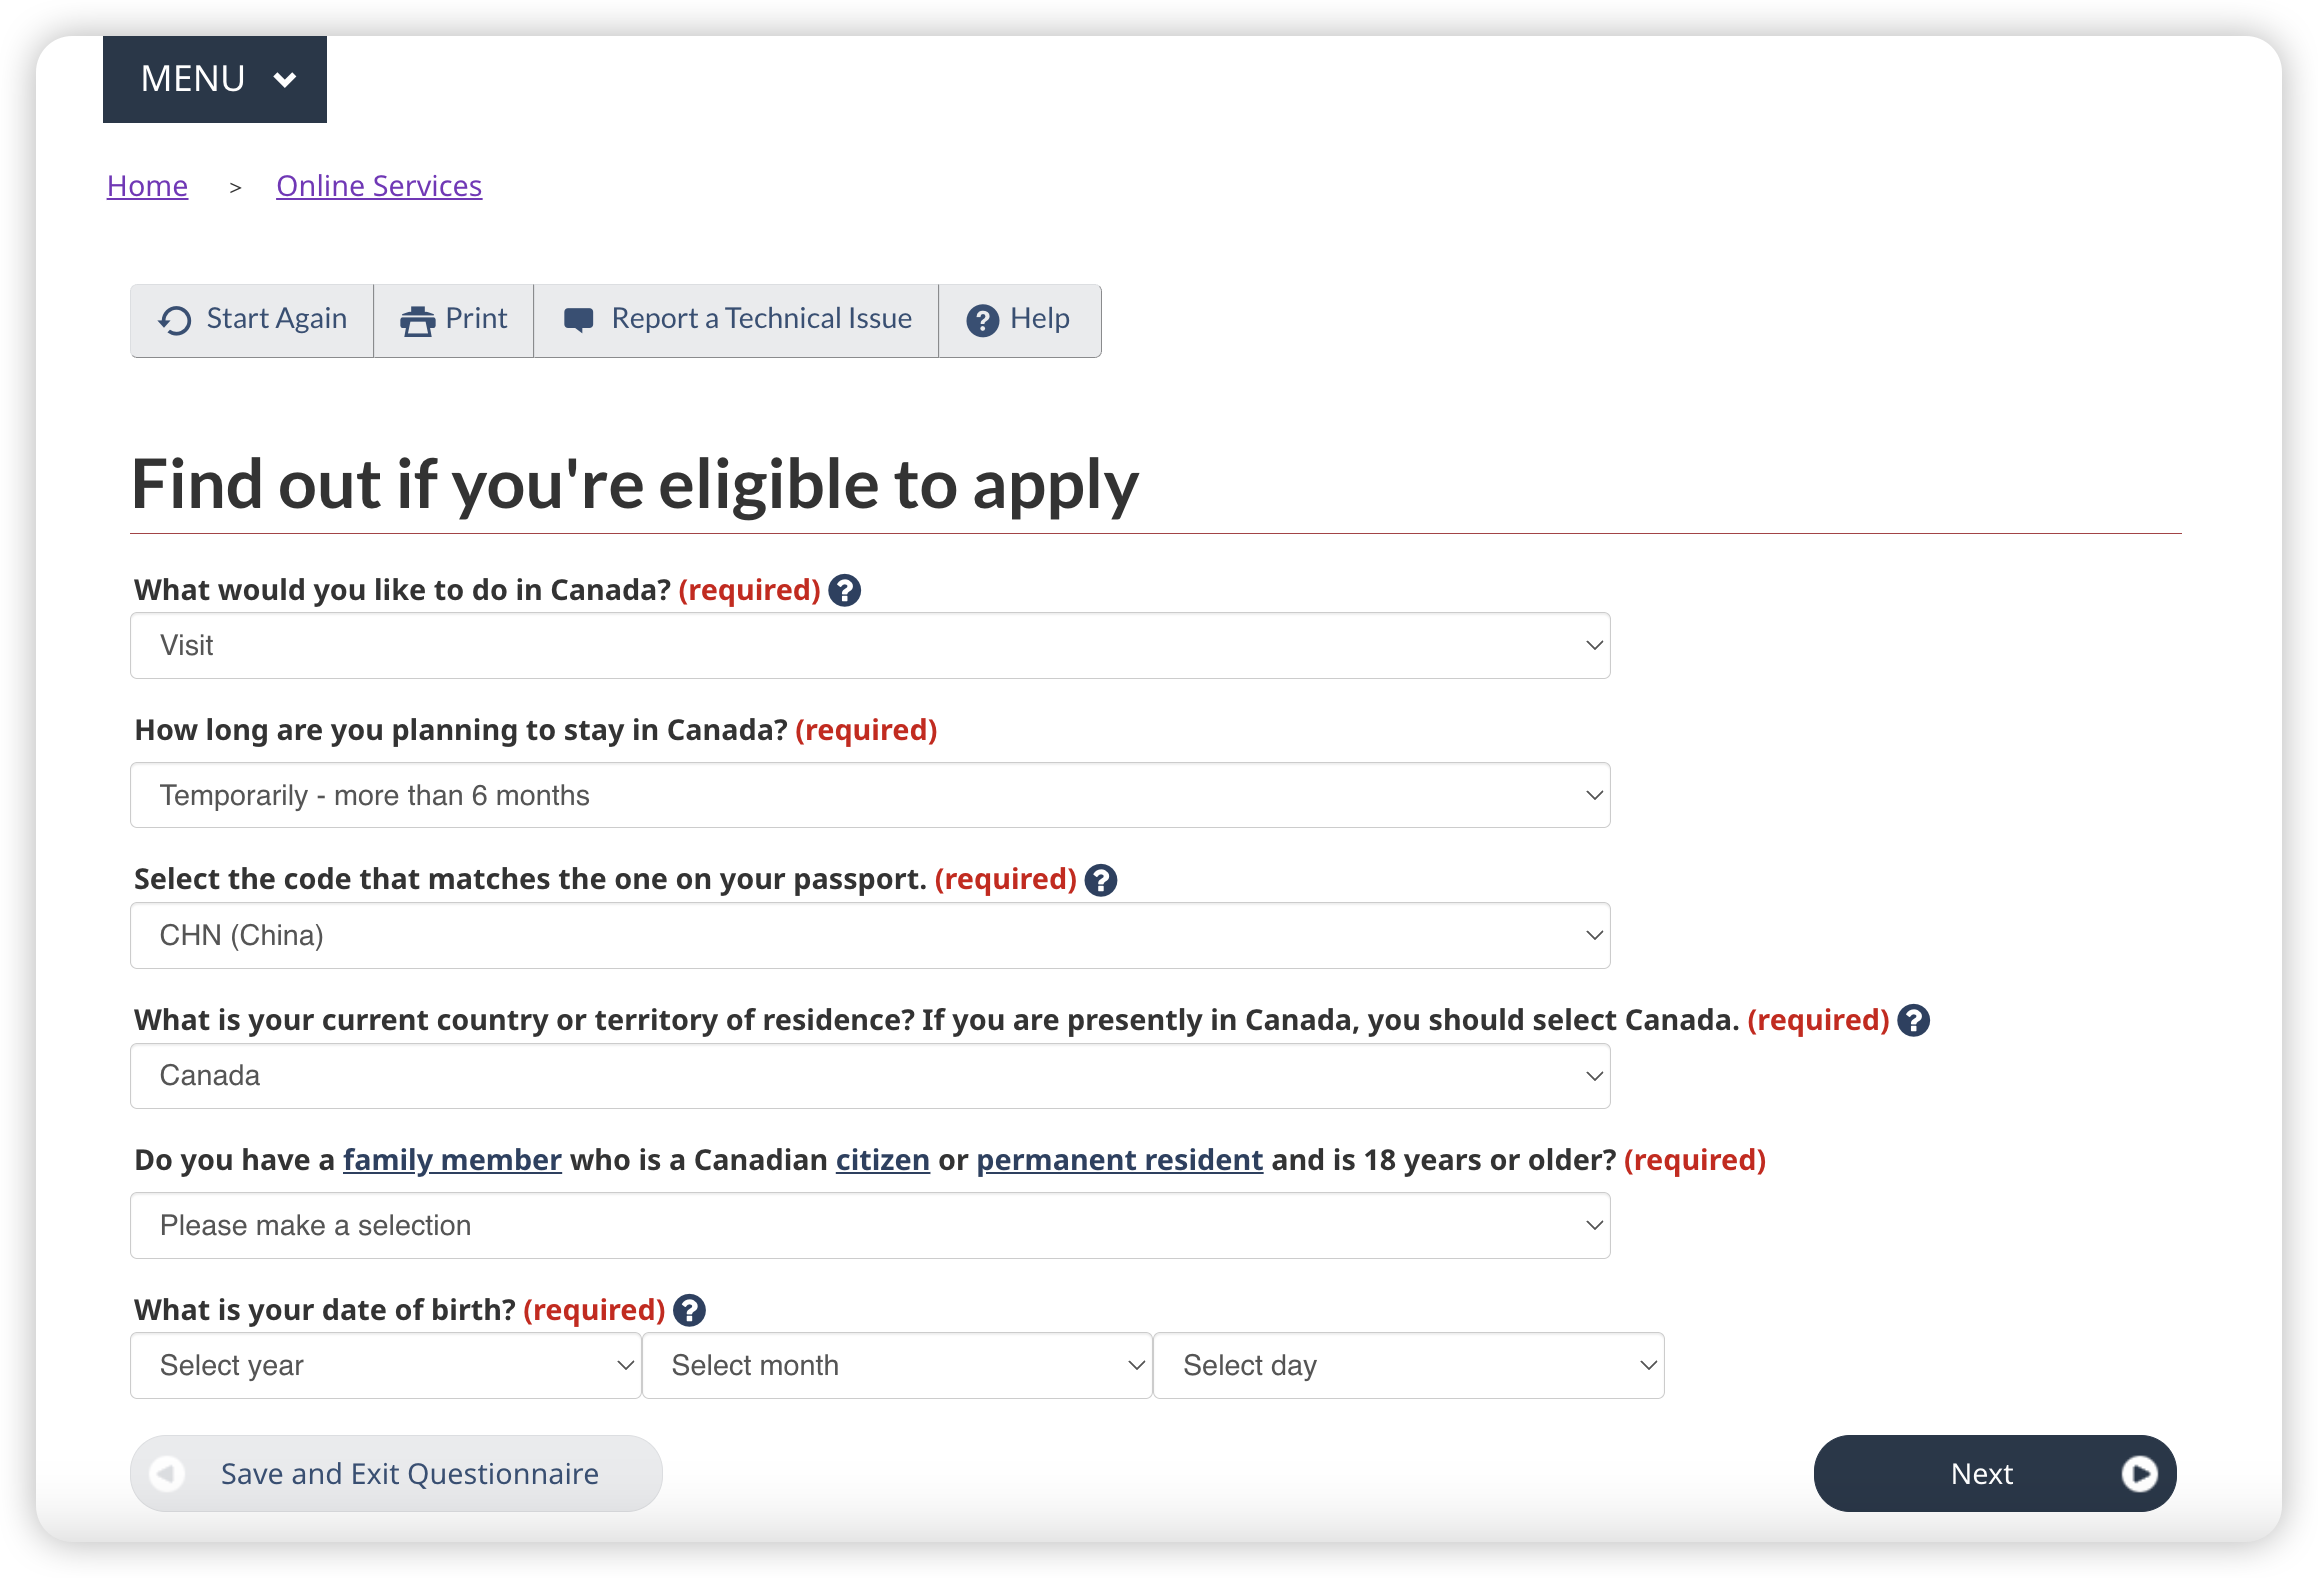 MENU
Home > Online Services
Start Again Print Report a Technical Issue Help
Find out if you're eligible to apply
What would you like to do in Canada? (required)
Visit
How long are you planning to stay in Canada? (required)
Temporarily - more than 6 months
Select the code that matches the one on your passport. (required)
CHN (China)
What is your current country or territory of residence? If you are presently in Canada, you should select Canada. (required)
Canada
Do you have a family member who is a Canadian citizen or permanent resident and is 18 years or older? (required)
Please make a selection
What is your date of birth? (required)
Select year Select month Select day
Save and Exit Questionnaire Next